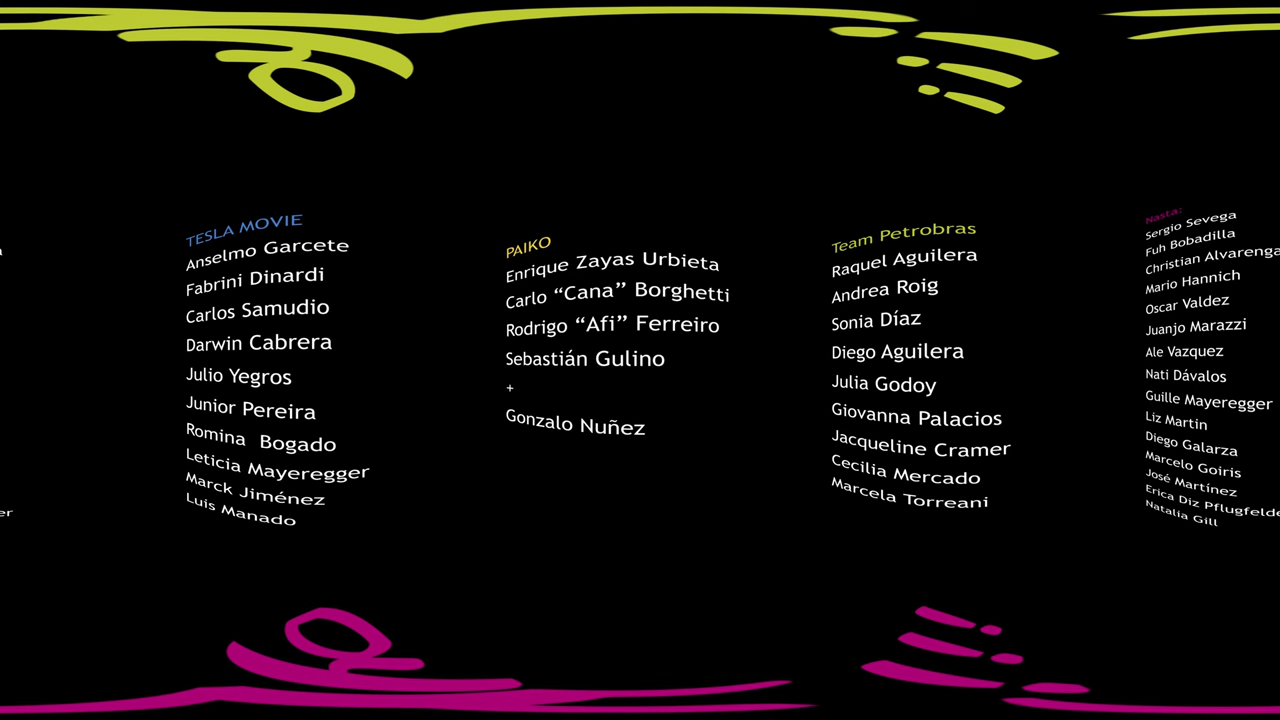 TESLA MOVIE
Anselmo Garcete
Fabrini Dinardi
Carlos Samudio
Darwin Cabrera
Julio Yegros
Junior Pereira
Romina Bogado
Leticia Mayeregger
Marck Jiménez
Luis Manado
PAIKO
Enrique Zayas Urbieta
Carlo “Cana” Borghetti
Rodrigo “Afi” Ferreiro
Sebastián Gulino
+
Gonzalo Nuñez
Team Petrobras
Raquel Aguilera
Andrea Roig
Sonia Díaz
Diego Aguilera
Julia Godoy
Giovanna Palacios
Jacqueline Cramer
Cecilia Mercado
Marcela Torreani
Nasta:
Sergio Sevega
Fuh Bobadilla
Christian Alvarenga
Mario Hannich
Oscar Valdez
Juanjo Marazzi
Ale Vazquez
Nati Dávalos
Guille Mayeregger
Liz Martin
Diego Galarza
Marcelo Goiris
José Martínez
Erica Diz Pflugfelde
Natalia Gill